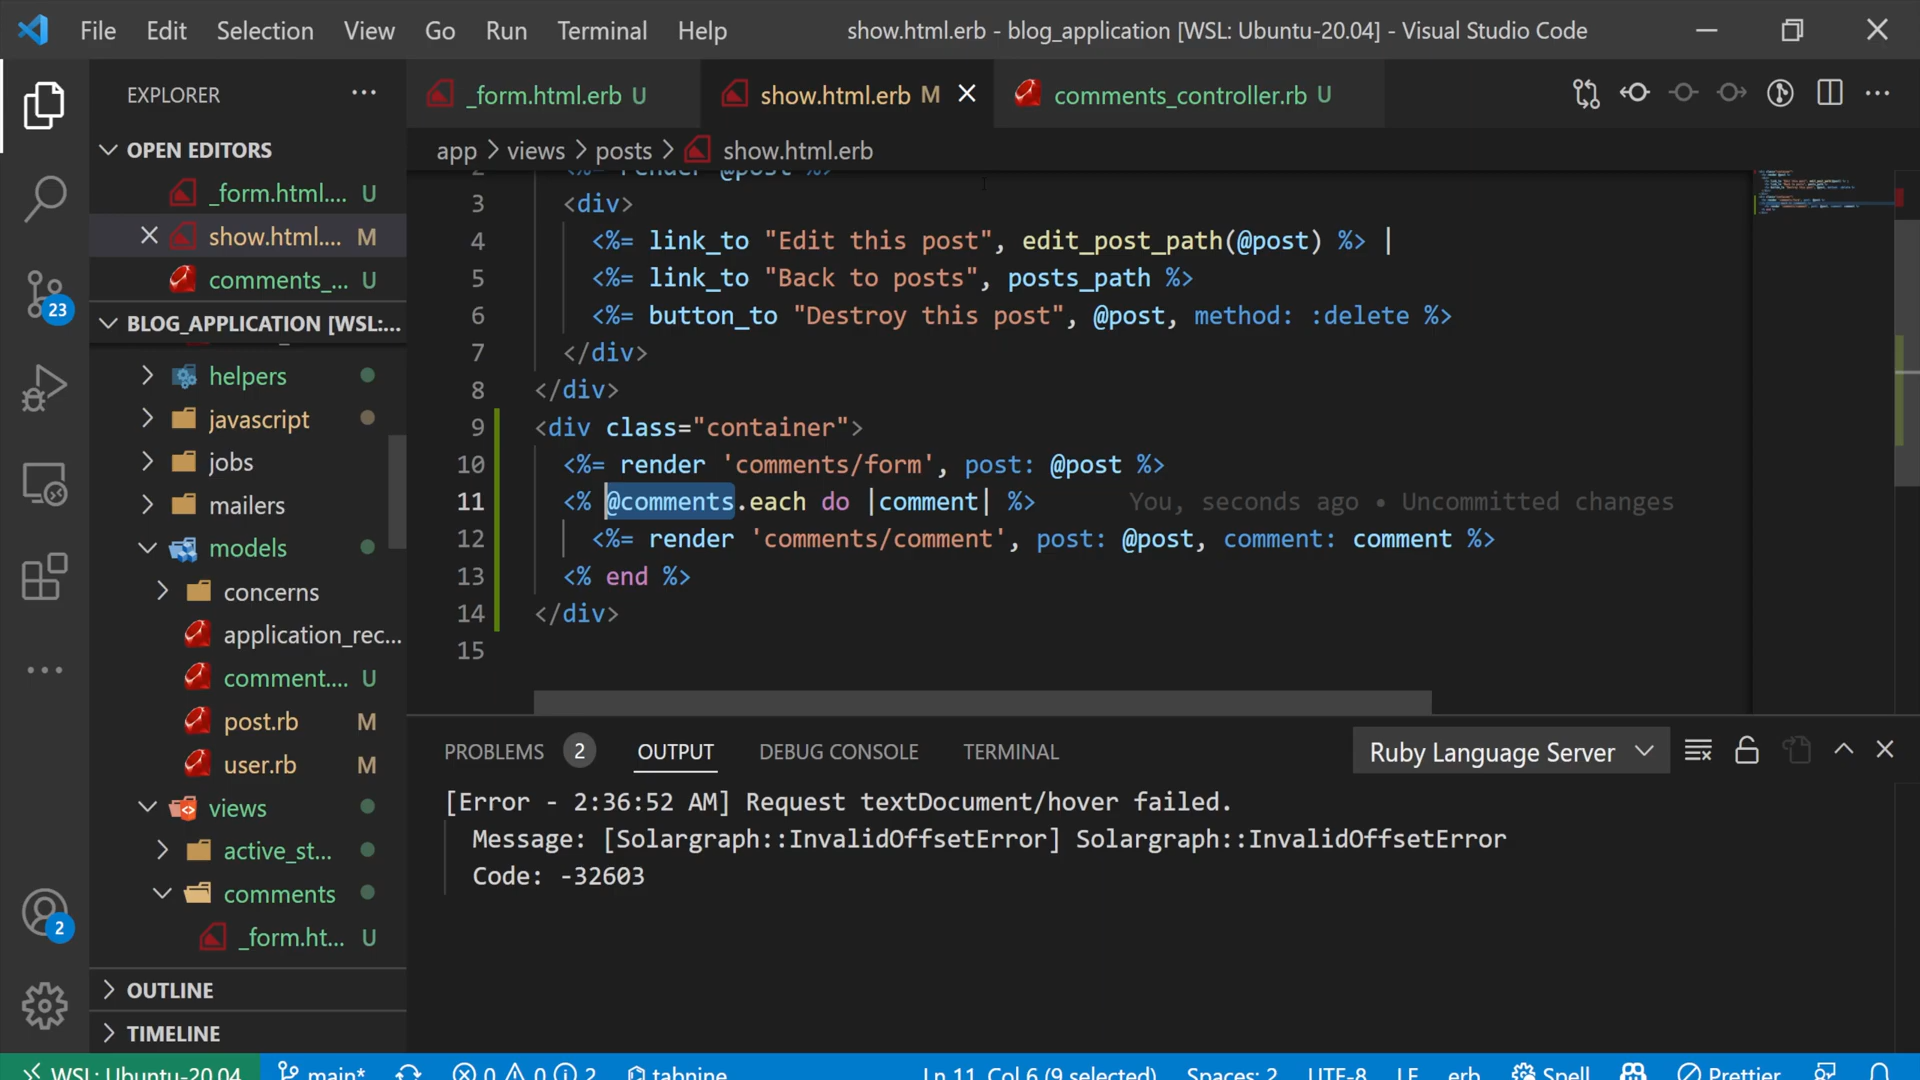 File Edit Selection View Go Run Terminal Help show.html.erb - blog_application [WSL: Ubuntu-20.04] - Visual Studio Code
EXPLORER
_form.html.erb U
show.html.erb M
comments_controller.rb U
OPEN EDITORS
_form.html.... U
show.html.... M
comments_... U
BLOG_APPLICATION [WSL:...
helpers
javascript
jobs
mailers
models
concerns
application_rec...
comment.... U
post.rb M
user.rb M
views
active_st...
comments
_form.ht... U
OUTLINE
TIMELINE
23
2
app > views > posts > show.html.erb
2 <%= render @post %>
3 <div>
4 <%= link_to "Edit this post", edit_post_path(@post) %> |
5 <%= link_to "Back to posts", posts_path %>
6 <%= button_to "Destroy this post", @post, method: :delete %>
7 </div>
8 </div>
9 <div class="container">
10 <%= render 'comments/form', post: @post %>
11 <% @comments.each do |comment| %> You, seconds ago • Uncommitted changes
12 <%= render 'comments/comment', post: @post, comment: comment %>
13 <% end %>
14 </div>
15
PROBLEMS 2 OUTPUT DEBUG CONSOLE TERMINAL Ruby Language Server
[Error - 2:36:52 AM] Request textDocument/hover failed.
Message: [Solargraph::InvalidOffsetError] Solargraph::InvalidOffsetError
Code: -32603
WSL: Ubuntu-20.04 main* 0 0 2 tabnine Ln 11, Col 6 (9 selected) Spaces: 2 UTF-8 LF erb Spell Prettier